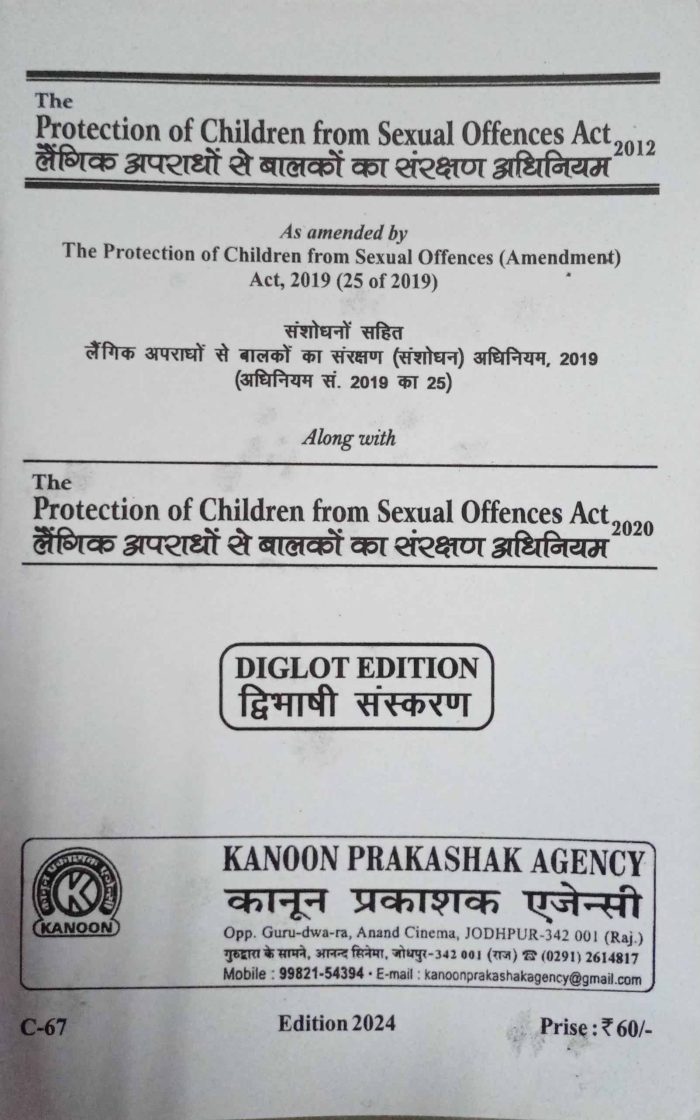 The
Protection of Children from Sexual Offences Act 2012
लैंगिक अपराधों से बालकों का संरक्षण अधिनियम
As amended by
The Protection of Children from Sexual Offences (Amendment)
Act, 2019 (25 of 2019)
संशोधनों सहित
लैंगिक अपराधों से बालकों का संरक्षण (संशोधन) अधिनियम, 2019
(अधिनियम सं. 2019 का 25)
Along with
The
Protection of Children from Sexual Offences Act 2020
लैंगिक अपराधों से बालकों का संरक्षण अधिनियम
DIGLOT EDITION
द्विभाषी संस्करण
कानून प्रकाशक एजेन्सी
K
KANOON
KANOON PRAKASHAK AGENCY
कानून प्रकाशक एजेन्सी
Opp. Guru-dwa-ra, Anand Cinema, JODHPUR-342 001 (Raj.)
गुरुद्वारा के सामने, आनन्द सिनेमा, जोधपुर-342 001 (राज) ☎ (0291) 2614817
Mobile : 99821-54394 · E-mail : kanoonprakashakagency@gmail.com
C-67
Edition 2024
Prise : ₹ 60/-